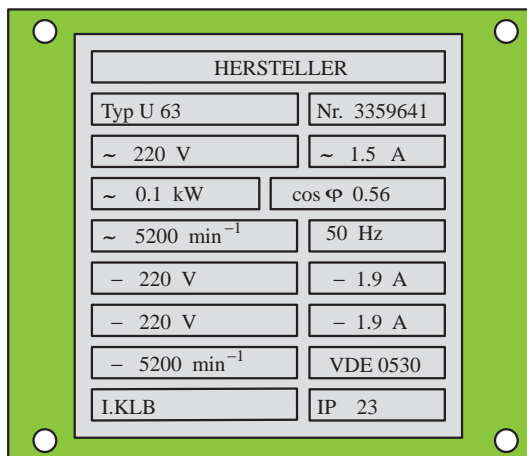 HERSTELLER
Typ U 63 Nr. 3359641
~ 220 V ~ 1.5 A
~ 0.1 kW cos φ 0.56
~ 5200 min⁻¹ 50 Hz
– 220 V – 1.9 A
– 220 V – 1.9 A
– 5200 min⁻¹ VDE 0530
I.KLB IP 23